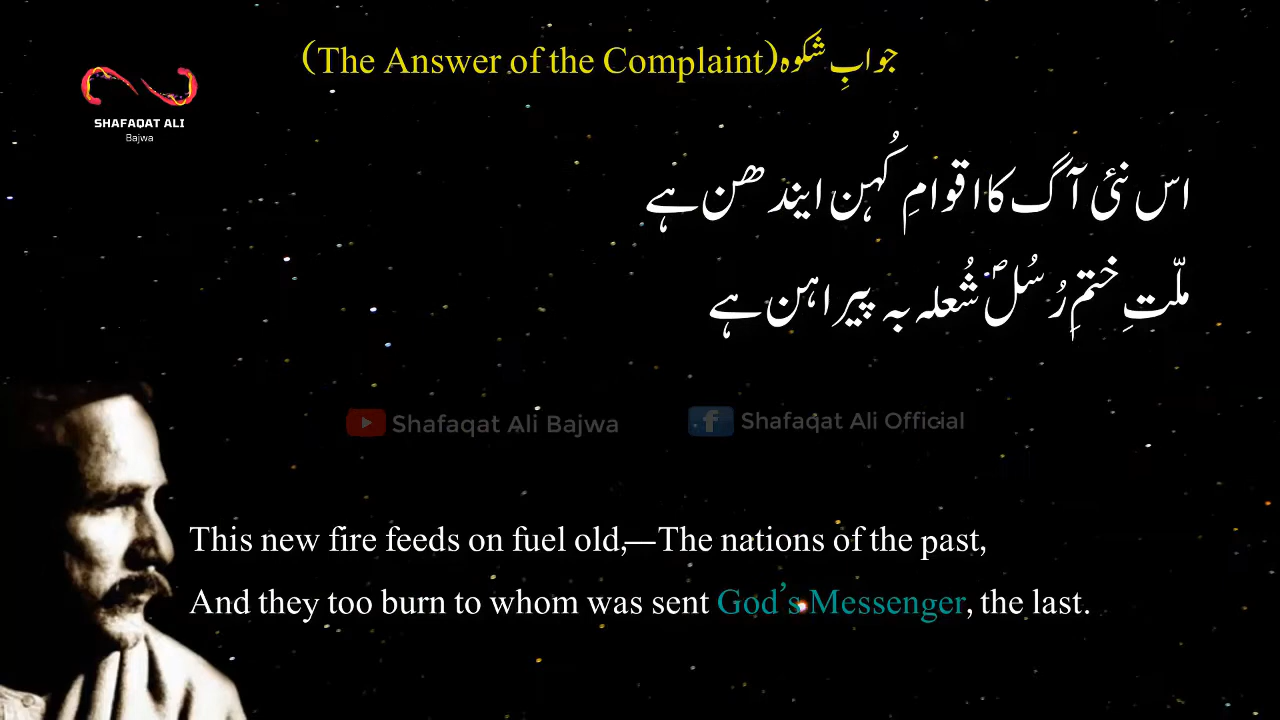 (The Answer of the Complaint)جوابِ شکوہ
SHAFAQAT ALI
Bajwa
اس نئی آگ کا اقوامِ کُہن ایندھن ہے
ملّتِ ختمِ رُسُلؐ شُعلہ بہ پیراہن ہے
Shafaqat Ali Bajwa
Shafaqat Ali Official
This new fire feeds on fuel old,—The nations of the past,
And they too burn to whom was sent God's Messenger, the last.